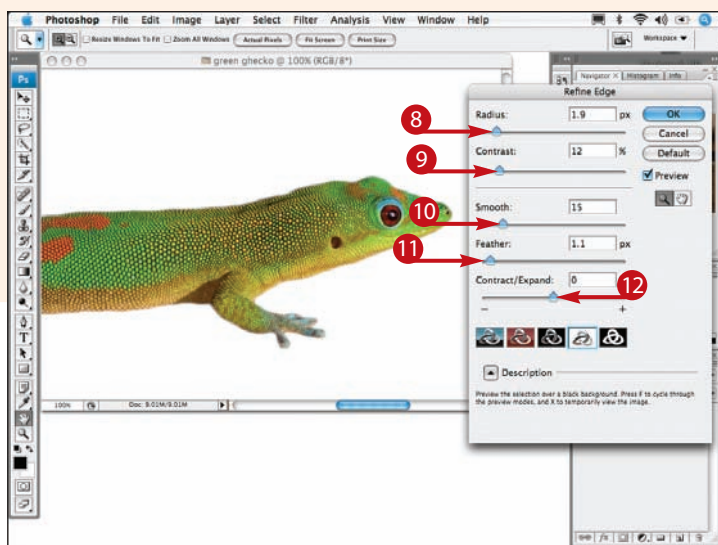 Photoshop File Edit Image Layer Select Filter Analysis View Window Help
Resize Windows To Fit Zoom All Windows Actual Pixels Fit Screen Print Size Workspace ▼
green ghecko @ 100% (RGB/8*)
Navigator X Histogram Info
Ps
Refine Edge
8
Radius: 1.9 px OK
Cancel
9
Contrast: 12 % Default
Preview
10
Smooth: 15
11
Feather: 1.1 px
Contract/Expand: 0
12
− +
Description
Preview the selection over a black background. Press F to cycle through
the preview modes, and X to temporarily view the image.
100% Doc: 9.01M/9.01M
T
fx